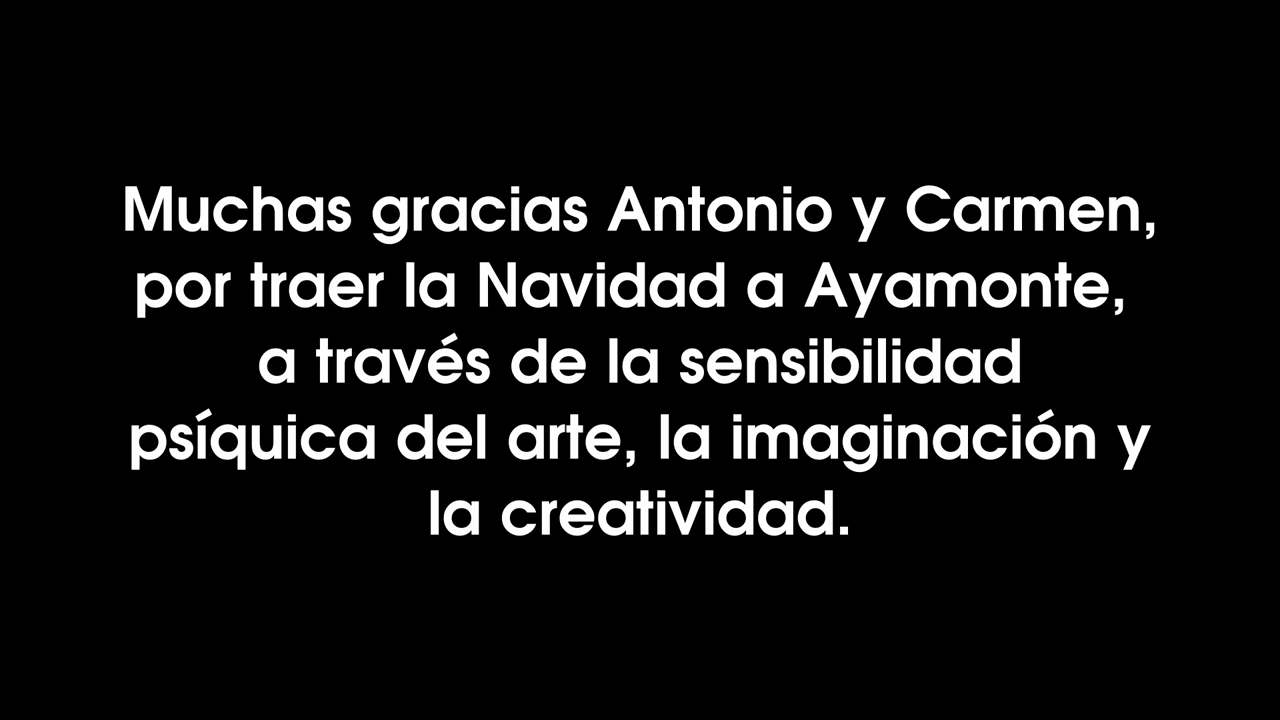 Muchas gracias Antonio y Carmen,
por traer la Navidad a Ayamonte,
a través de la sensibilidad
psíquica del arte, la imaginación y
la creatividad.